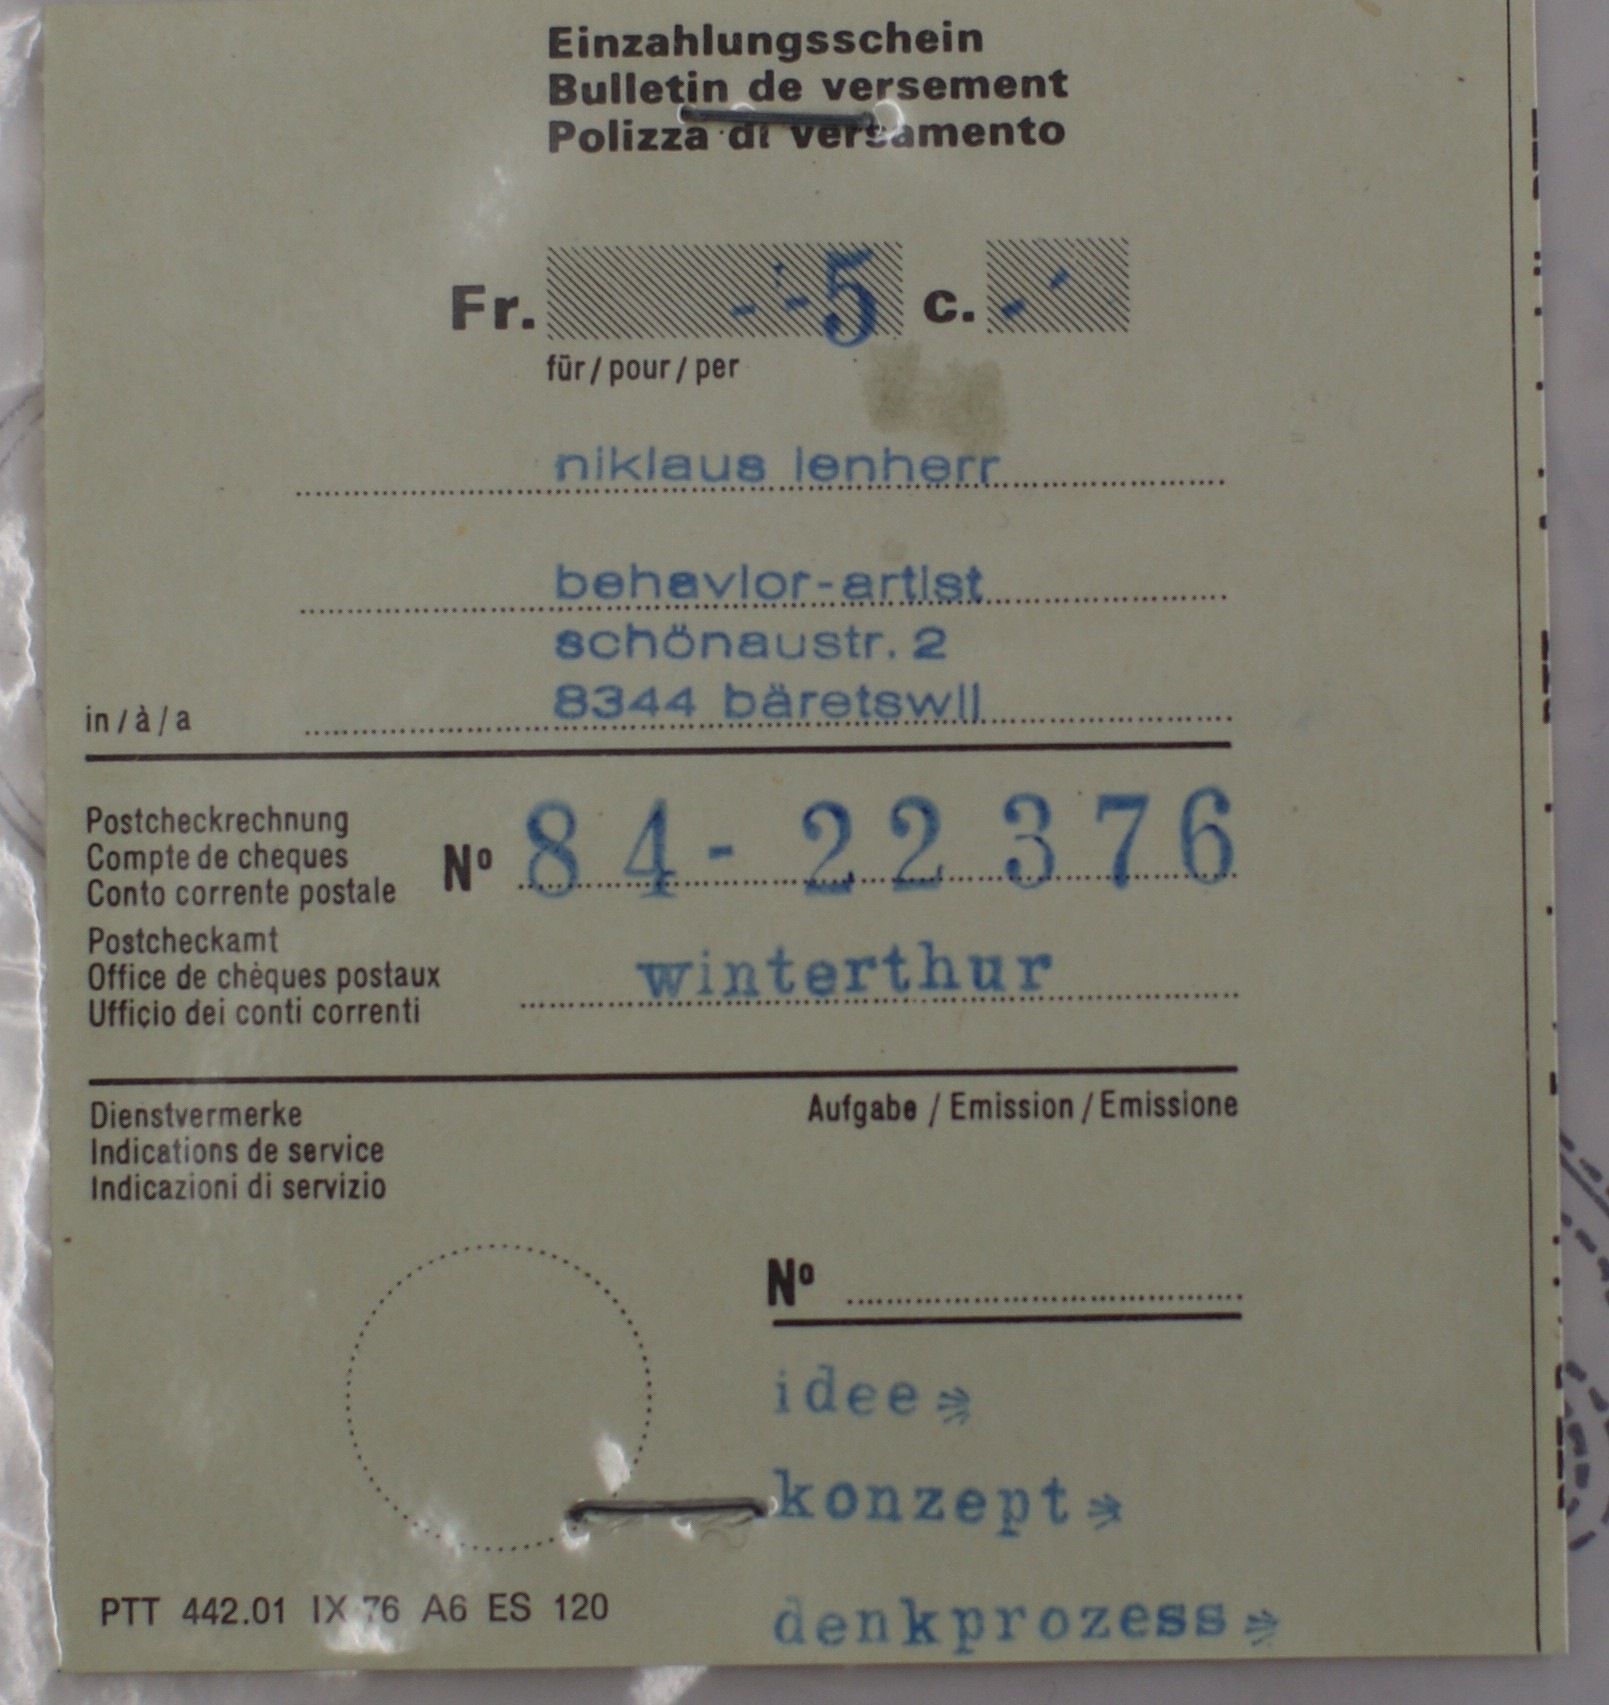 Einzahlungsschein
Bulletin de versement
Polizza di versamento
Fr. --5 c. --
für / pour / per
niklaus lenherr
behavior-artist
schönaustr. 2
8344 bäretswil
in / à / a
Postcheckrechnung
Compte de cheques
Conto corrente postale
Nº 84-22 376
Postcheckamt
Office de chèques postaux
Ufficio dei conti correnti
winterthur
Dienstvermerke
Indications de service
Indicazioni di servizio
Aufgabe / Emission / Emissione
Nº
idee
konzept
denkprozess
PTT 442.01 IX 76 A6 ES 120